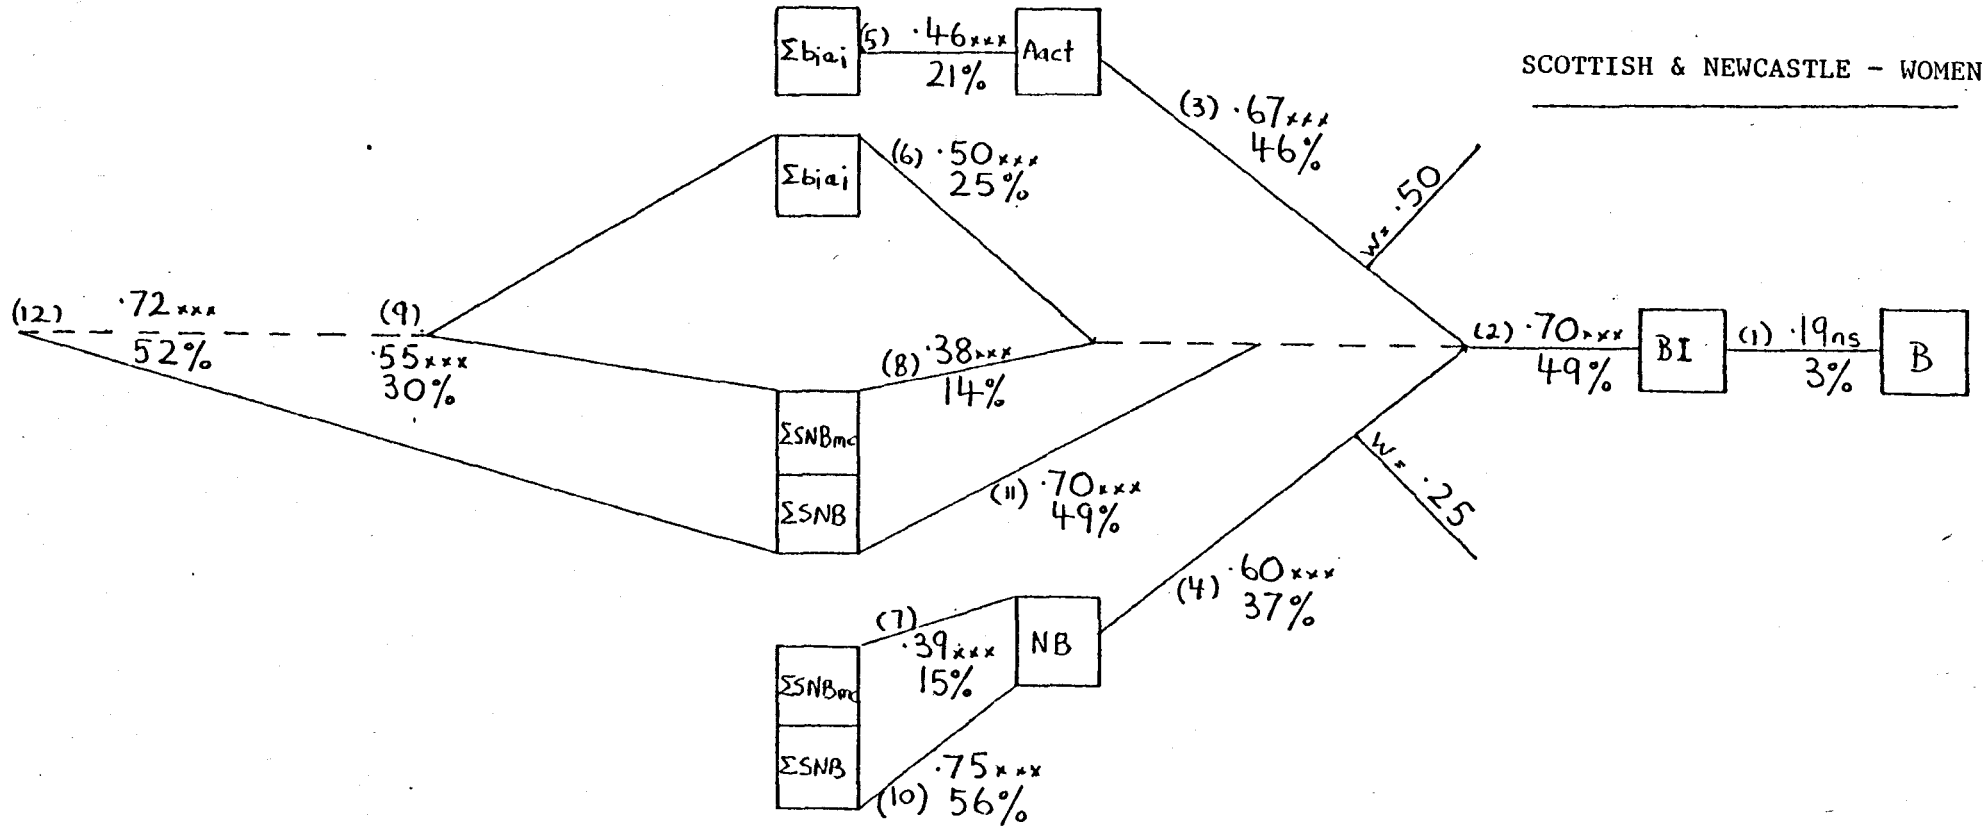 SCOTTISH & NEWCASTLE - WOMEN
Σbiai
(5) .46xxx
21%
Aact
(3) .67xxx
46%
Σbiai
(6) .50xxx
25%
w= .50
(12) .72xxx
52%
(9)
.55xxx
30%
(8) .38xxx
14%
(2) .70xxx
49%
BI
(1) .19ns
3%
B
ΣSNBmc
ΣSNB
(11) .70xxx
49%
w= .25
(4) .60xxx
37%
(7)
.39xxx
15%
NB
ΣSNBmc
ΣSNB
(10) .75xxx
56%